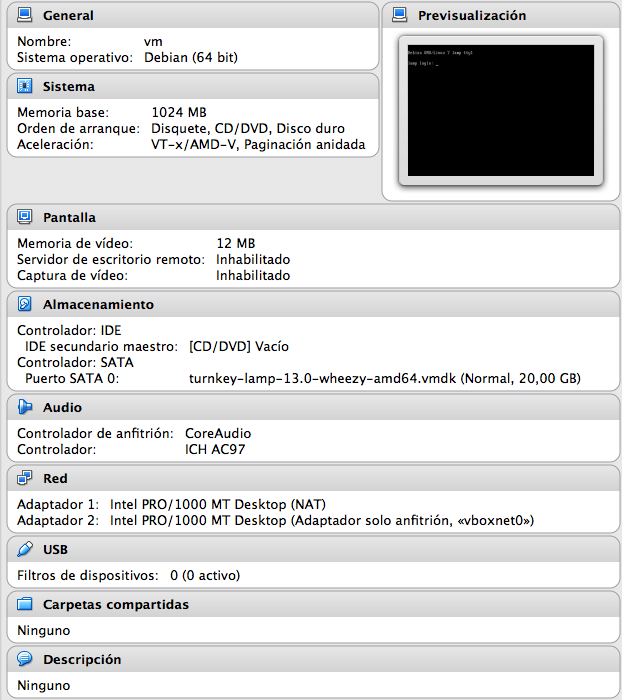 General
Nombre: vm
Sistema operativo: Debian (64 bit)
Previsualización
Debian GNU/Linux 7 lamp tty1
lamp login: _
Sistema
Memoria base: 1024 MB
Orden de arranque: Disquete, CD/DVD, Disco duro
Aceleración: VT-x/AMD-V, Paginación anidada
Pantalla
Memoria de vídeo: 12 MB
Servidor de escritorio remoto: Inhabilitado
Captura de vídeo: Inhabilitado
Almacenamiento
Controlador: IDE
IDE secundario maestro: [CD/DVD] Vacío
Controlador: SATA
Puerto SATA 0: turnkey-lamp-13.0-wheezy-amd64.vmdk (Normal, 20,00 GB)
Audio
Controlador de anfitrión: CoreAudio
Controlador: ICH AC97
Red
Adaptador 1: Intel PRO/1000 MT Desktop (NAT)
Adaptador 2: Intel PRO/1000 MT Desktop (Adaptador solo anfitrión, «vboxnet0»)
USB
Filtros de dispositivos: 0 (0 activo)
Carpetas compartidas
Ninguno
Descripción
Ninguno